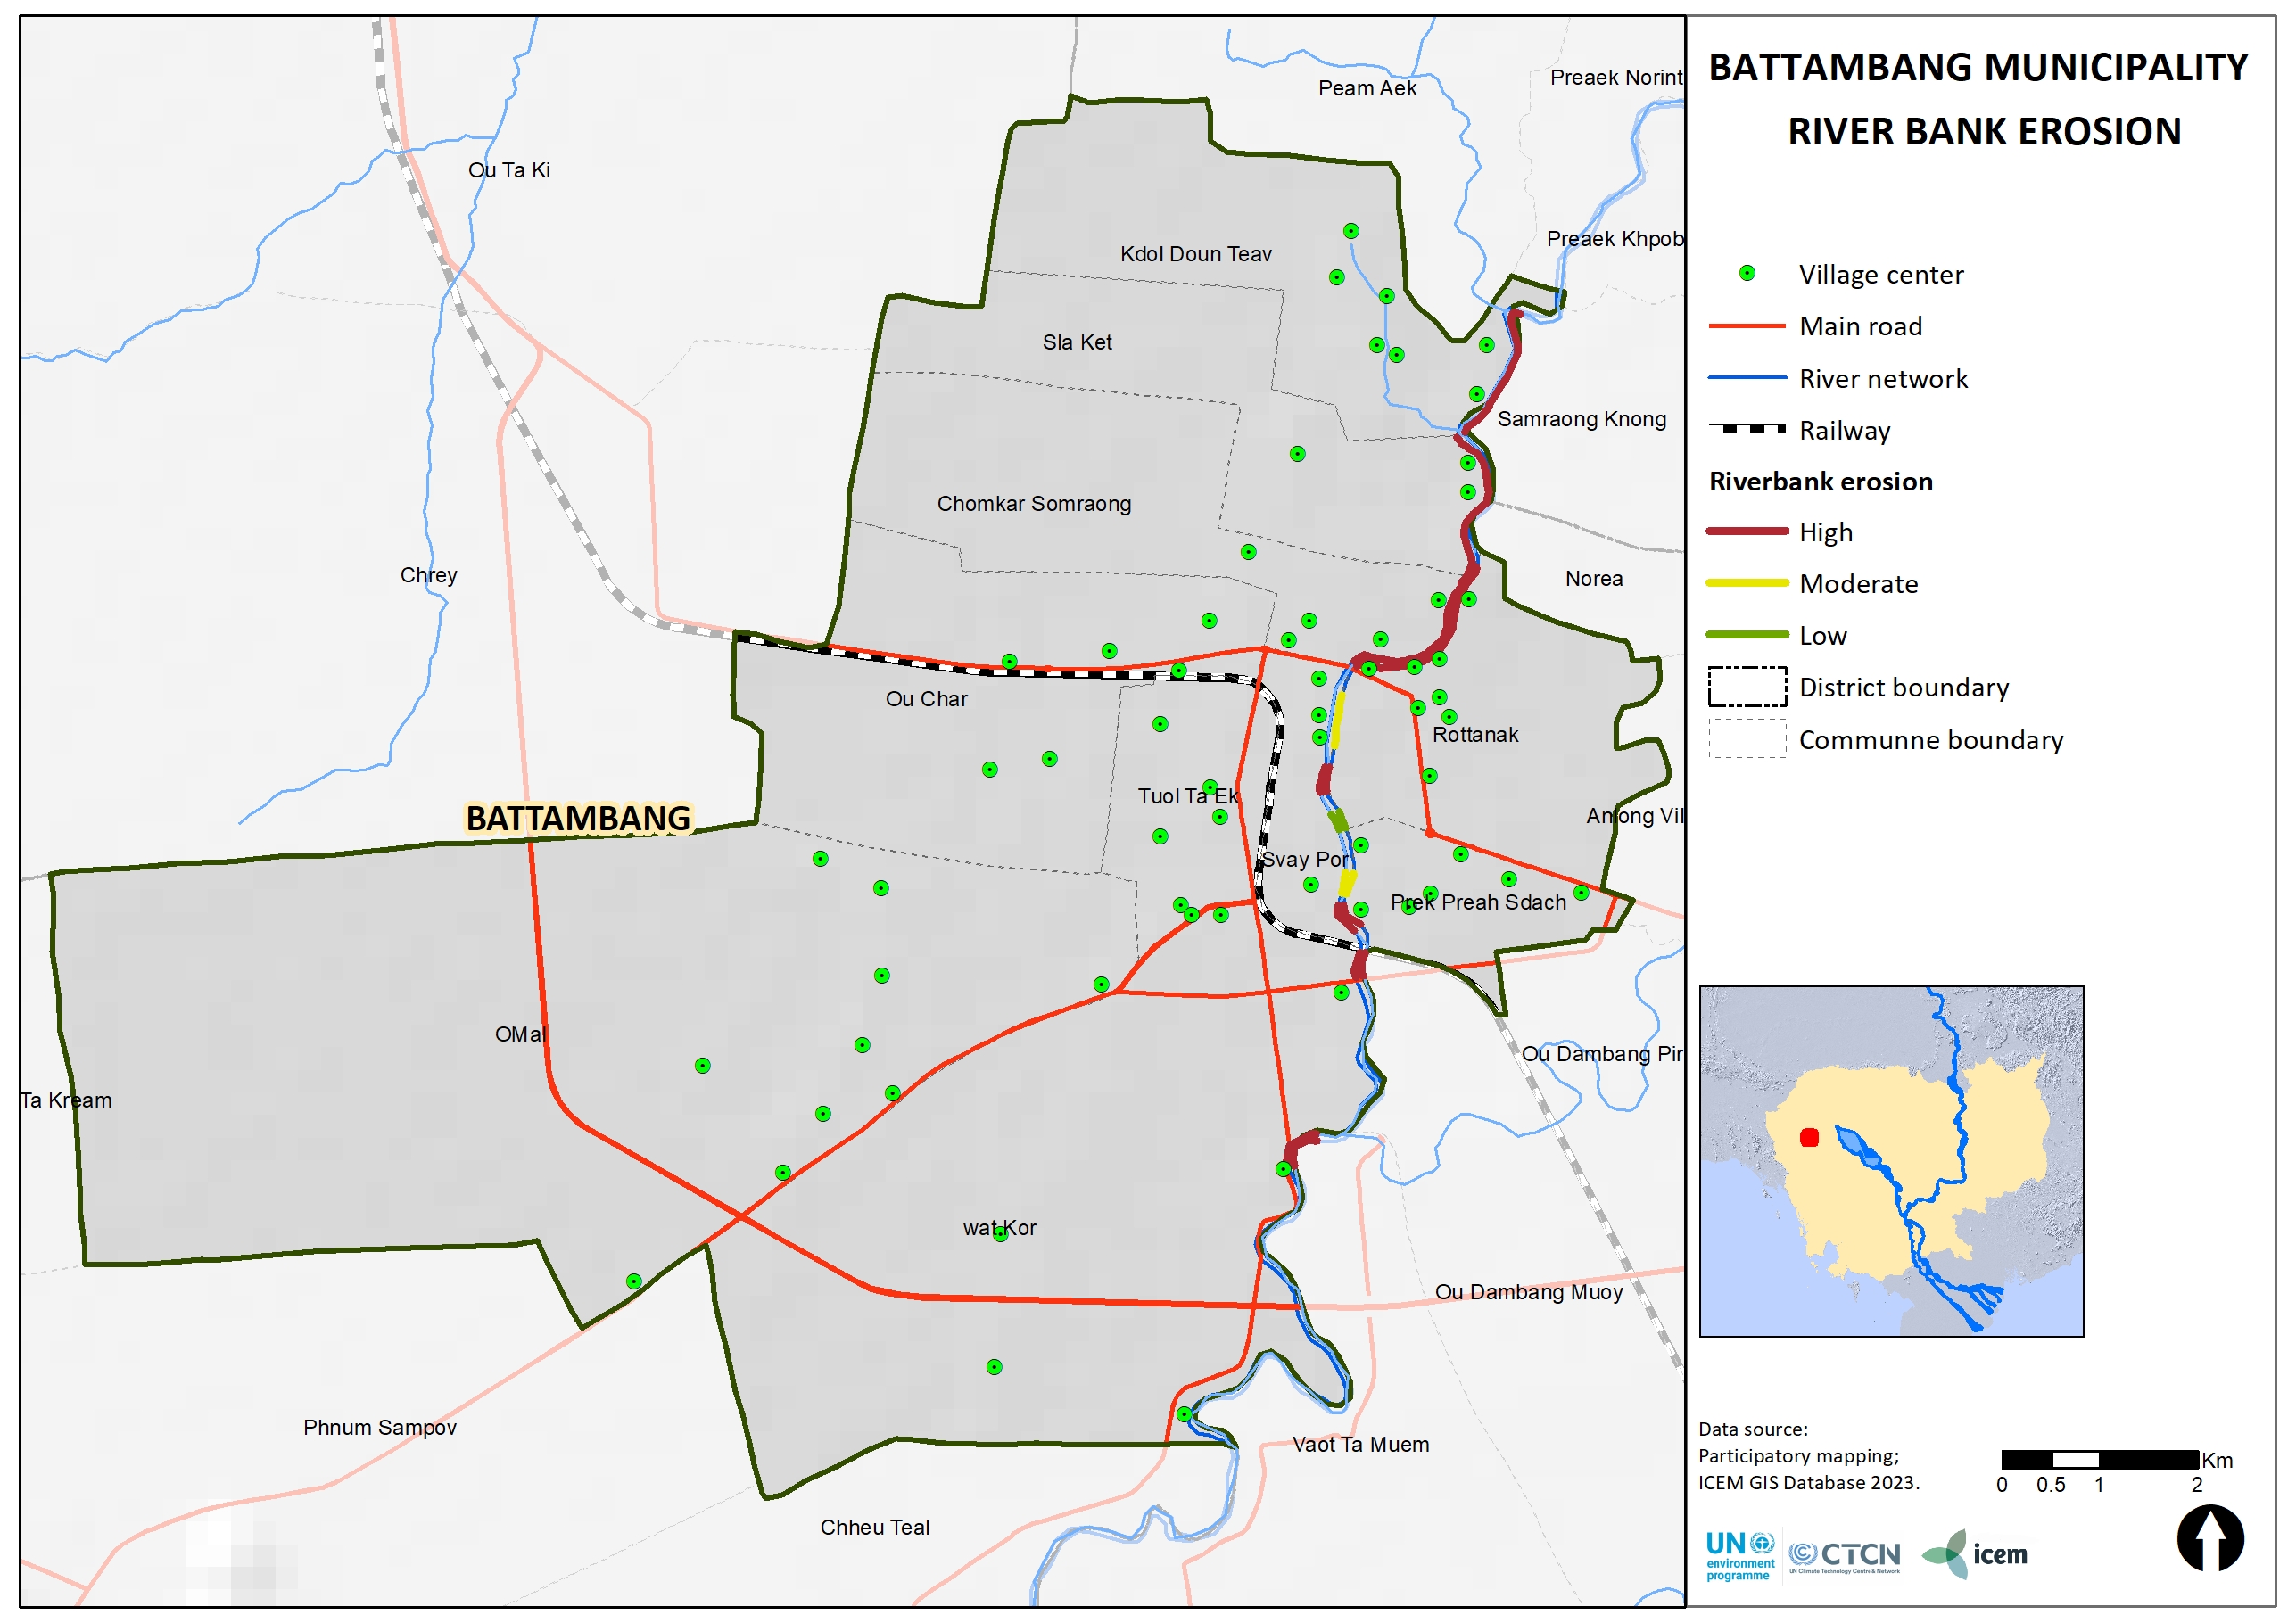 BATTAMBANG MUNICIPALITY
RIVER BANK EROSION
Village center
Main road
River network
Railway
Riverbank erosion
High
Moderate
Low
District boundary
Communne boundary
Peam Aek
Preaek Norint
Ou Ta Ki
Preaek Khpob
Kdol Doun Teav
Sla Ket
Samraong Knong
Chomkar Somraong
Chrey
Norea
Ou Char
Rottanak
Tuol Ta Ek
BATTAMBANG
Anlong Vil
Svay Por
Prek Preah Sdach
OMal
Ou Dambang Pir
Ta Kream
wat Kor
Ou Dambang Muoy
Phnum Sampov
Vaot Ta Muem
Chheu Teal
Data source:
Participatory mapping;
ICEM GIS Database 2023.
Km
0 0.5 1 2
UN
environment
programme
CTCN
UN Climate Technology Centre & Network
icem